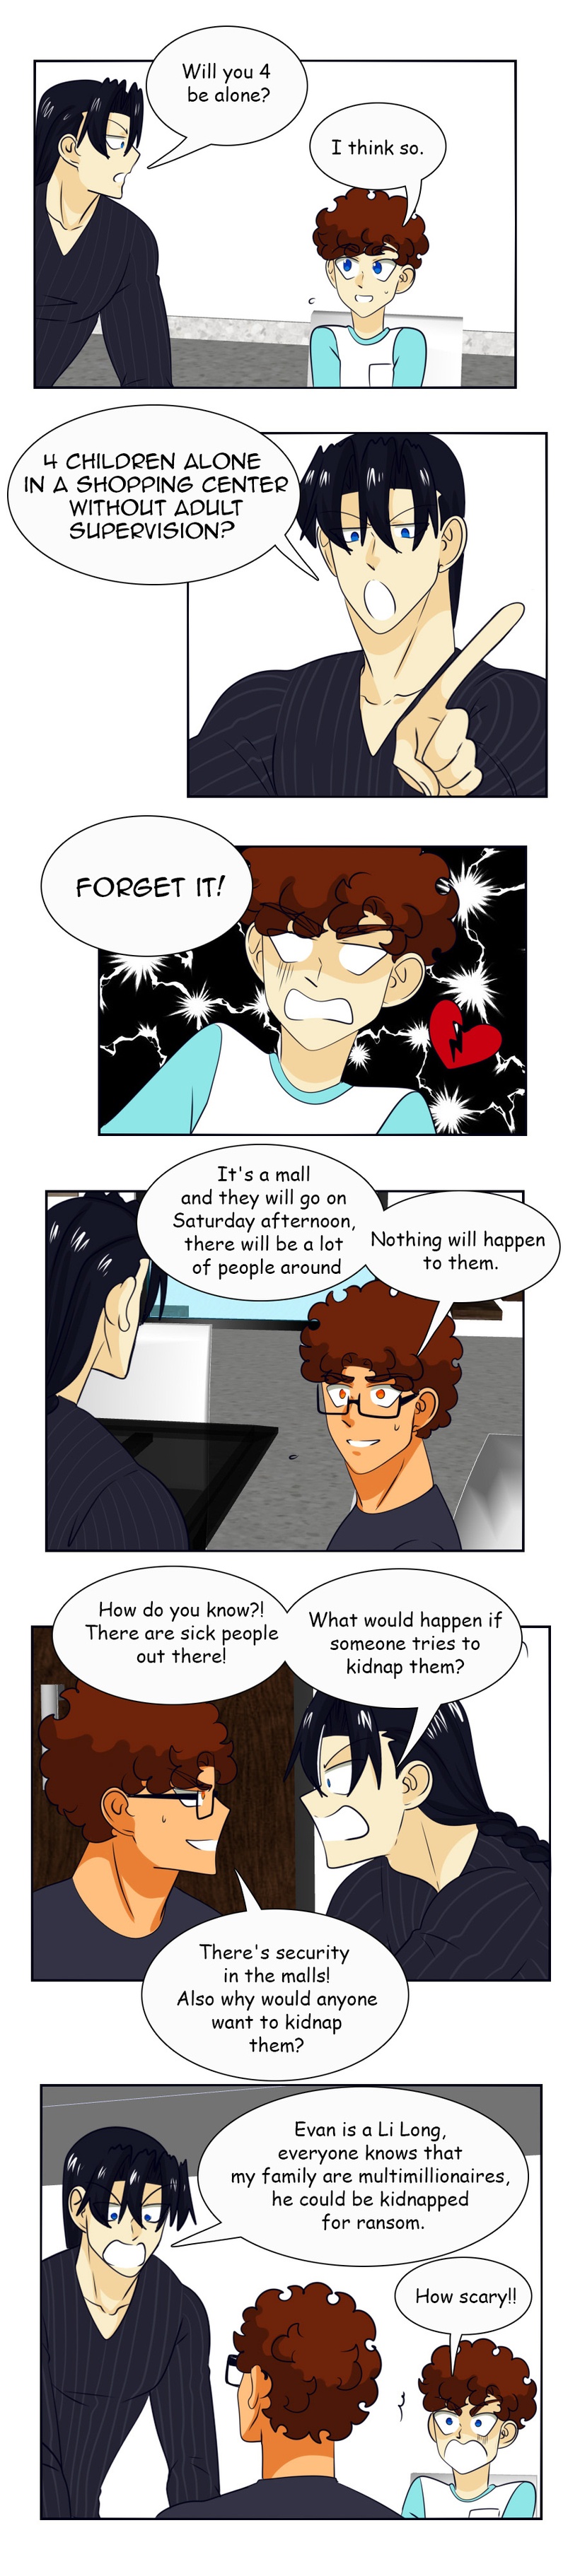 Will you 4
be alone?
I think so.
4 CHILDREN ALONE
IN A SHOPPING CENTER
WITHOUT ADULT
SUPERVISION?
FORGET IT!
It's a mall
and they will go on
Saturday afternoon,
there will be a lot
of people around
Nothing will happen
to them.
How do you know?!
There are sick people
out there!
What would happen if
someone tries to
kidnap them?
There's security
in the malls!
Also why would anyone
want to kidnap
them?
Evan is a Li Long,
everyone knows that
my family are multimillionaires,
he could be kidnapped
for ransom.
How scary!!